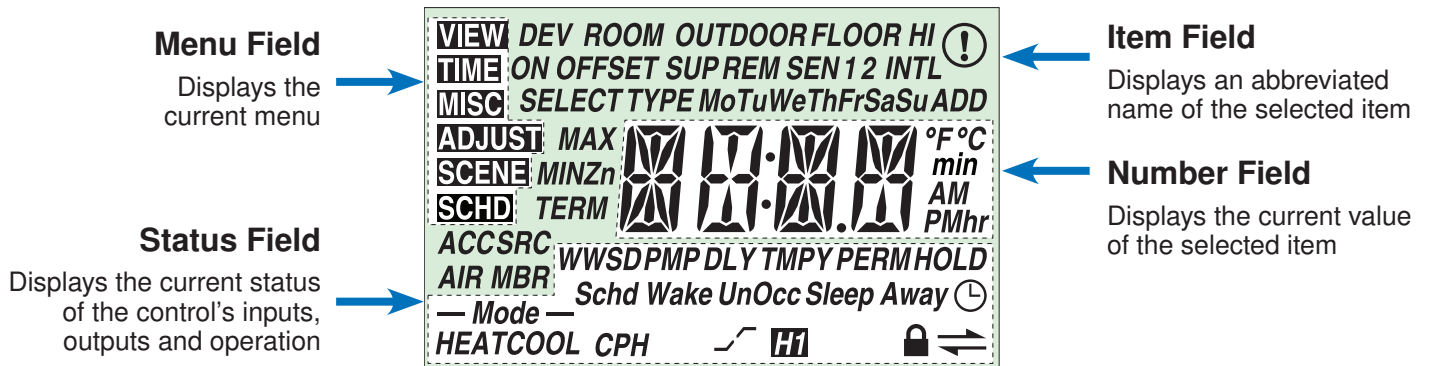 Menu Field
Displays the
current menu
Status Field
Displays the current status
of the control's inputs,
outputs and operation
VIEW DEV ROOM OUTDOOR FLOOR HI
TIME ON OFFSET SUP REM SEN 1 2 INTL
MISC SELECT TYPE MoTuWeThFrSaSu ADD
ADJUST MAX °F °C
SCENE MIN Zn min
SCHD TERM AM
PM hr
ACC SRC
AIR MBR
WWSD PMP DLY TMPY PERM HOLD
Schd Wake UnOcc Sleep Away
— Mode —
HEAT COOL CPH H1
Item Field
Displays an abbreviated
name of the selected item
Number Field
Displays the current value
of the selected item